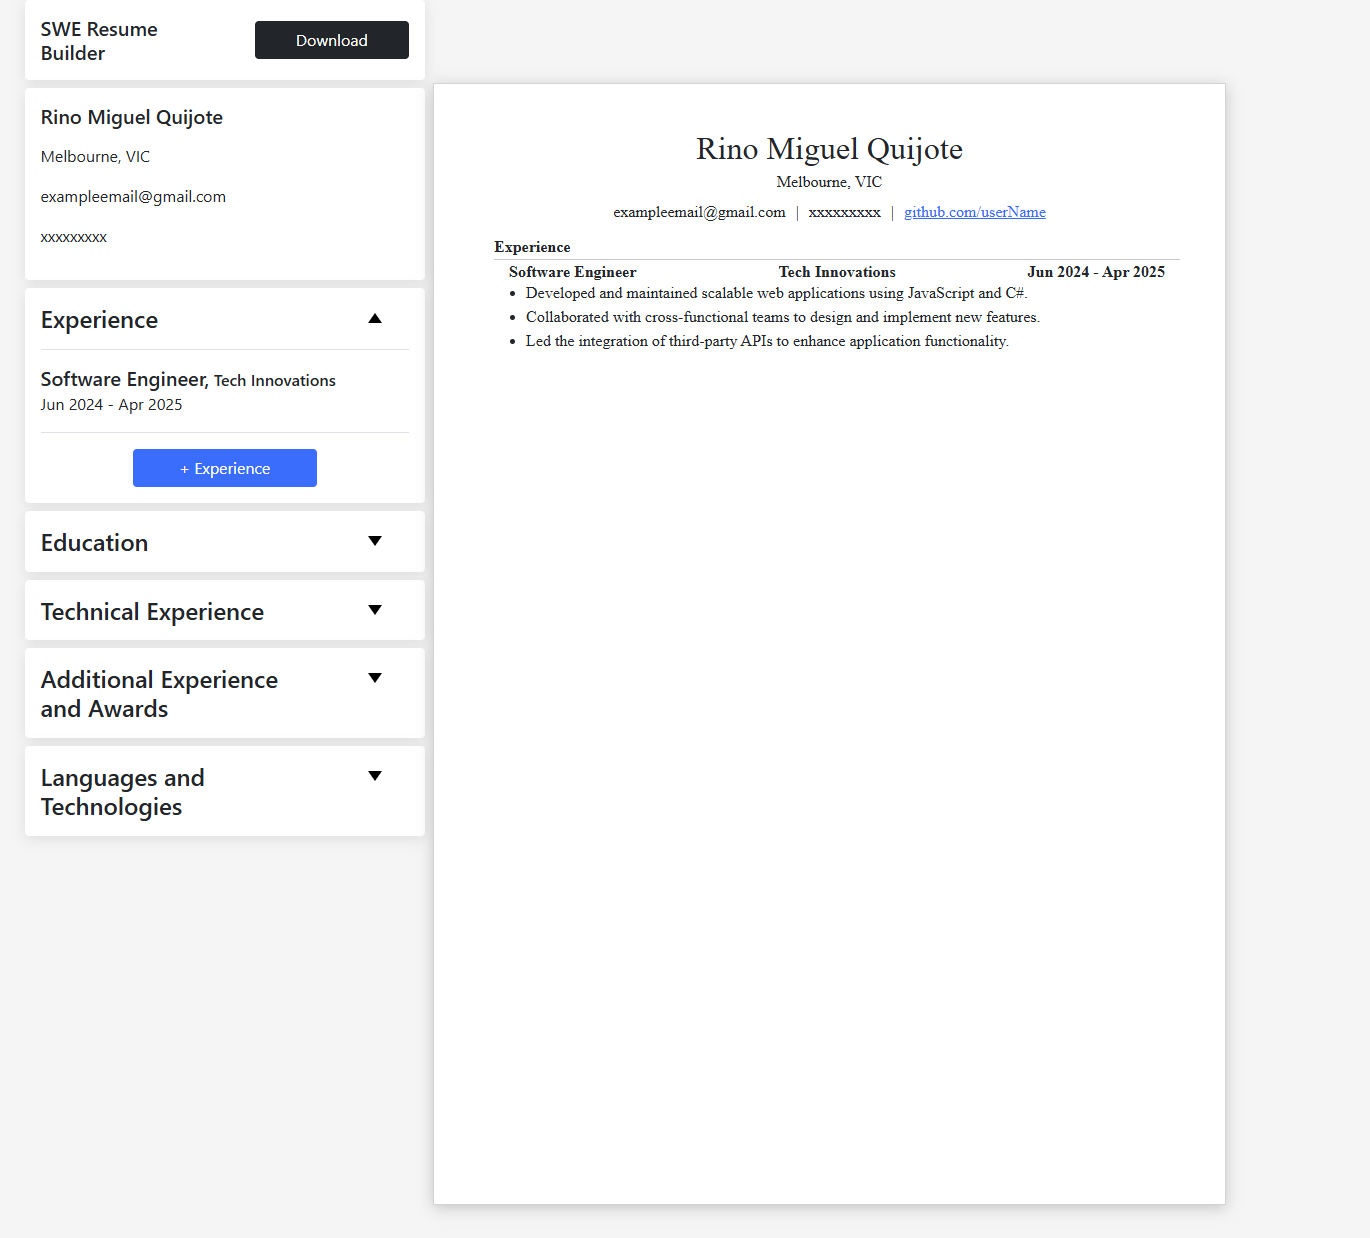 SWE Resume
Builder
Download
Rino Miguel Quijote
Melbourne, VIC
exampleemail@gmail.com
xxxxxxxxx
Experience
Software Engineer, Tech Innovations
Jun 2024 - Apr 2025
+ Experience
Education
Technical Experience
Additional Experience
and Awards
Languages and
Technologies
Rino Miguel Quijote
Melbourne, VIC
exampleemail@gmail.com | xxxxxxxxx | github.com/userName
Experience
Software Engineer Tech Innovations Jun 2024 - Apr 2025
• Developed and maintained scalable web applications using JavaScript and C#.
• Collaborated with cross-functional teams to design and implement new features.
• Led the integration of third-party APIs to enhance application functionality.